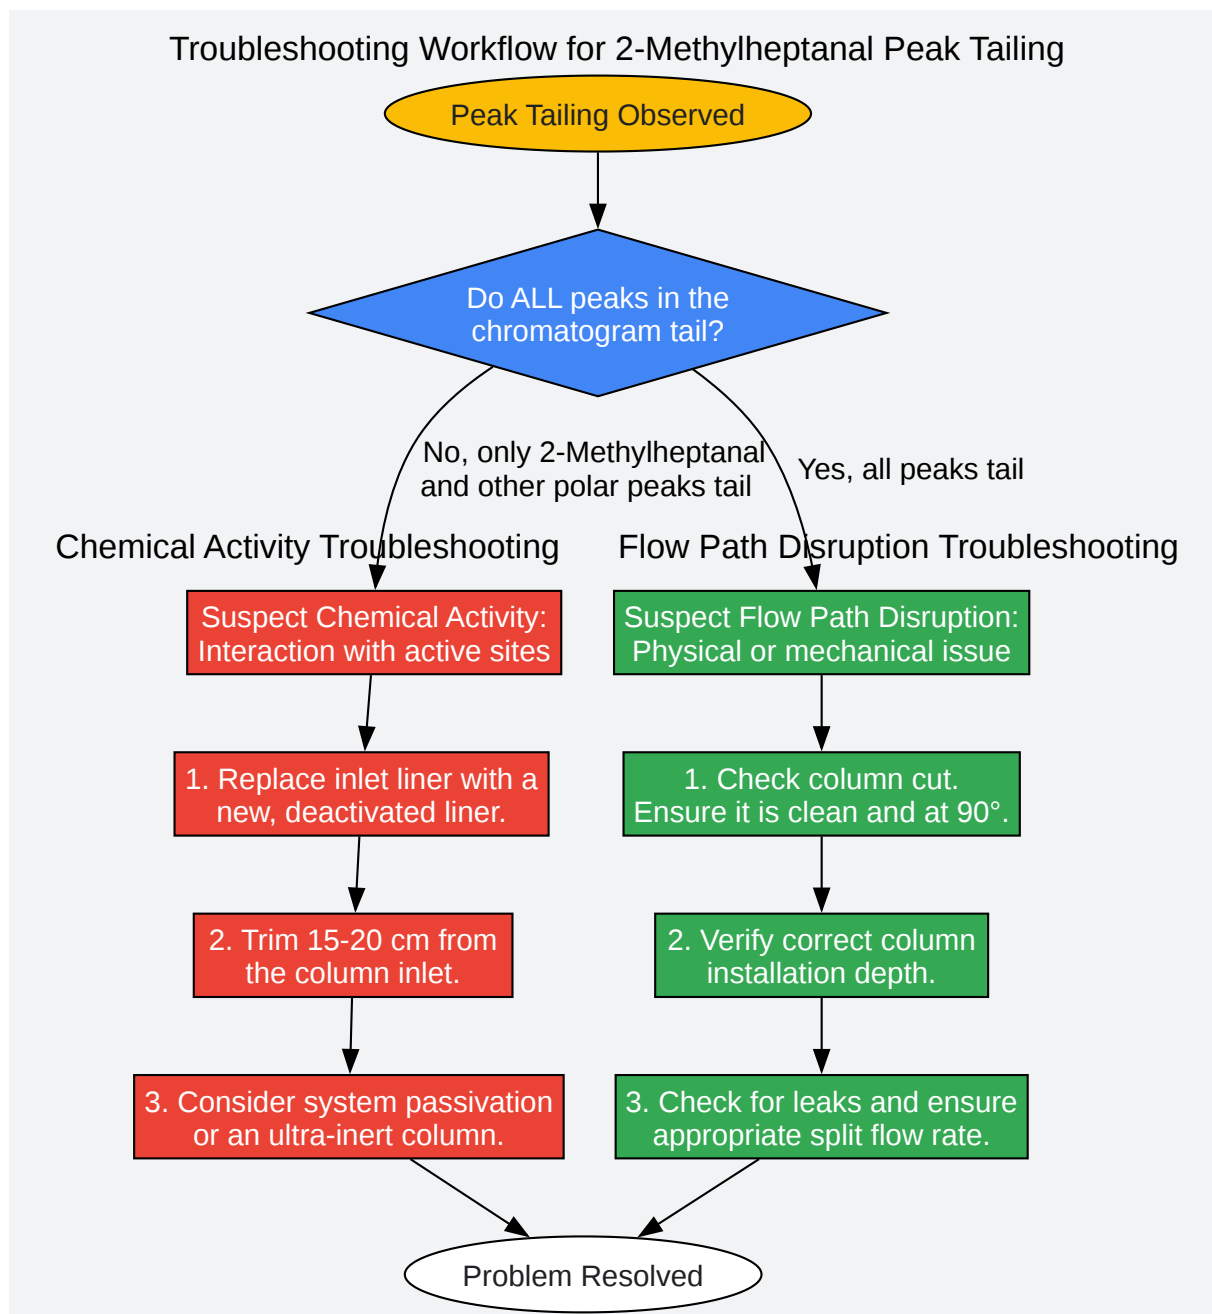 Troubleshooting Workflow for 2-Methylheptanal Peak Tailing
Peak Tailing Observed
Do ALL peaks in the
chromatogram tail?
No, only 2-Methylheptanal
and other polar peaks tail
Yes, all peaks tail
Chemical Activity Troubleshooting
Suspect Chemical Activity:
Interaction with active sites
1. Replace inlet liner with a
new, deactivated liner.
2. Trim 15-20 cm from
the column inlet.
3. Consider system passivation
or an ultra-inert column.
Flow Path Disruption Troubleshooting
Suspect Flow Path Disruption:
Physical or mechanical issue
1. Check column cut.
Ensure it is clean and at 90°.
2. Verify correct column
installation depth.
3. Check for leaks and ensure
appropriate split flow rate.
Problem Resolved